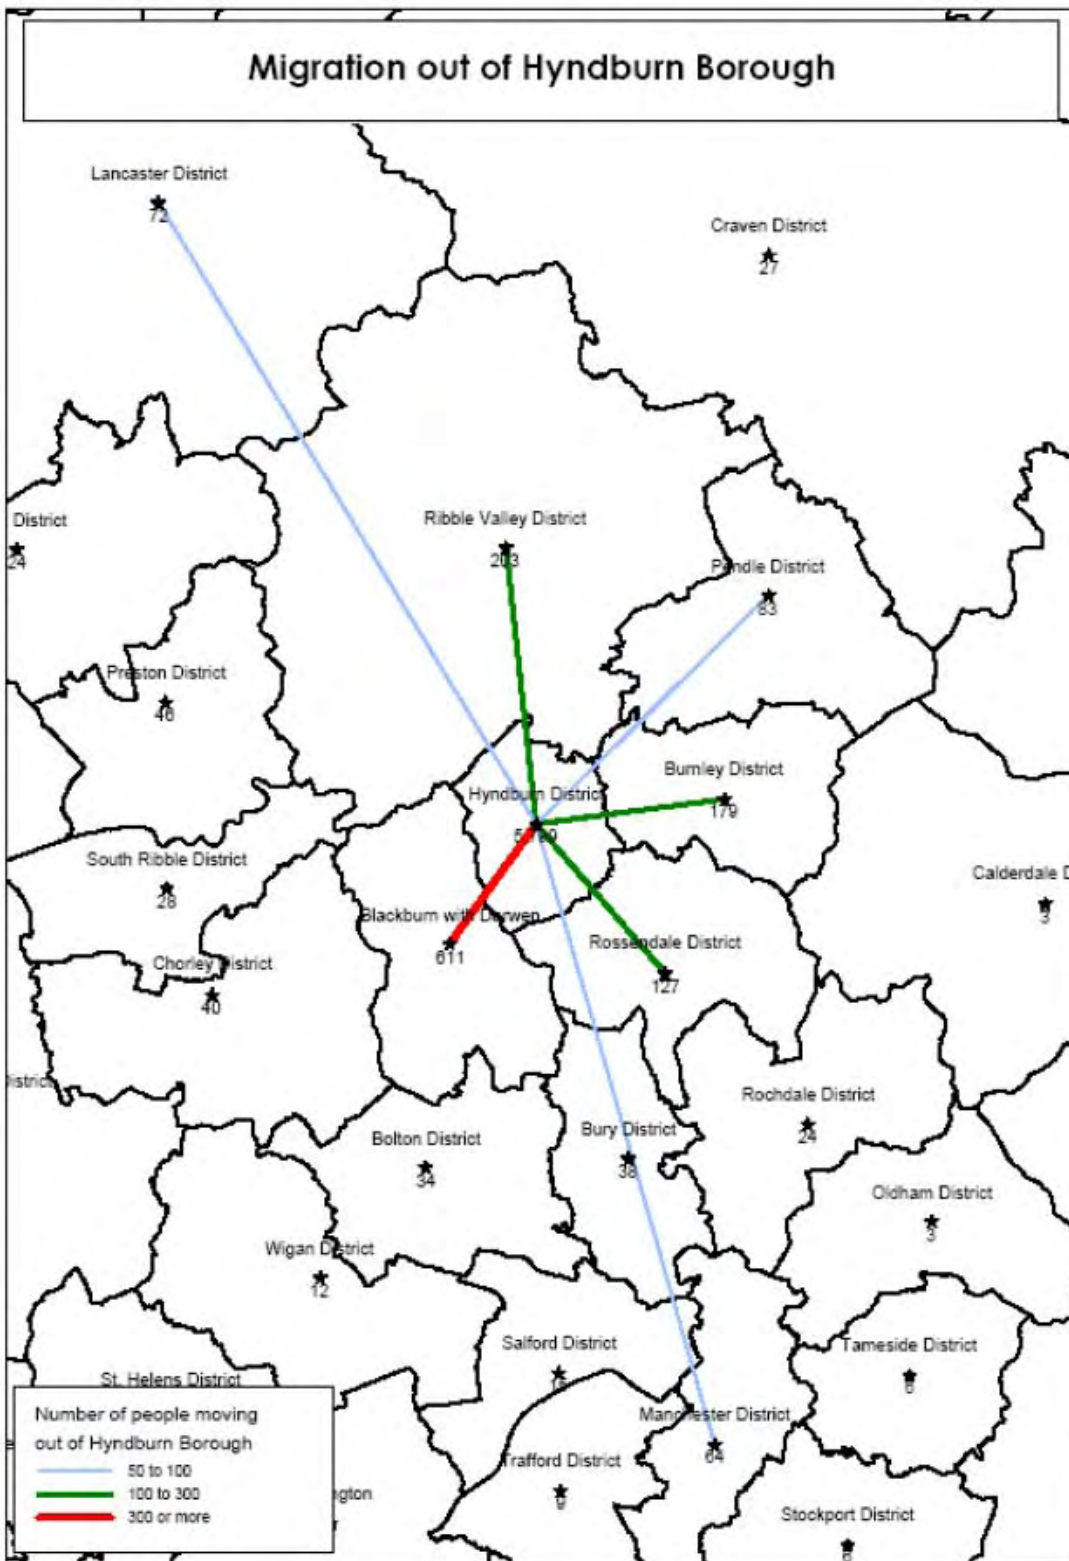 Migration out of Hyndburn Borough
Lancaster District
72
Craven District
27
Ribble Valley District
203
District
24
Pendle District
83
Preston District
46
Burnley District
179
Hyndburn District
South Ribble District
28
Calderdale D
3
Blackburn with Darwen
611
Rossendale District
127
Chorley District
40
District
Rochdale District
24
Bolton District
34
Bury District
38
Oldham District
3
Wigan District
12
Salford District
Tameside District
6
St. Helens District
Manchester District
64
Trafford District
9
Stockport District
ngton
Number of people moving
out of Hyndburn Borough
50 to 100
100 to 300
300 or more